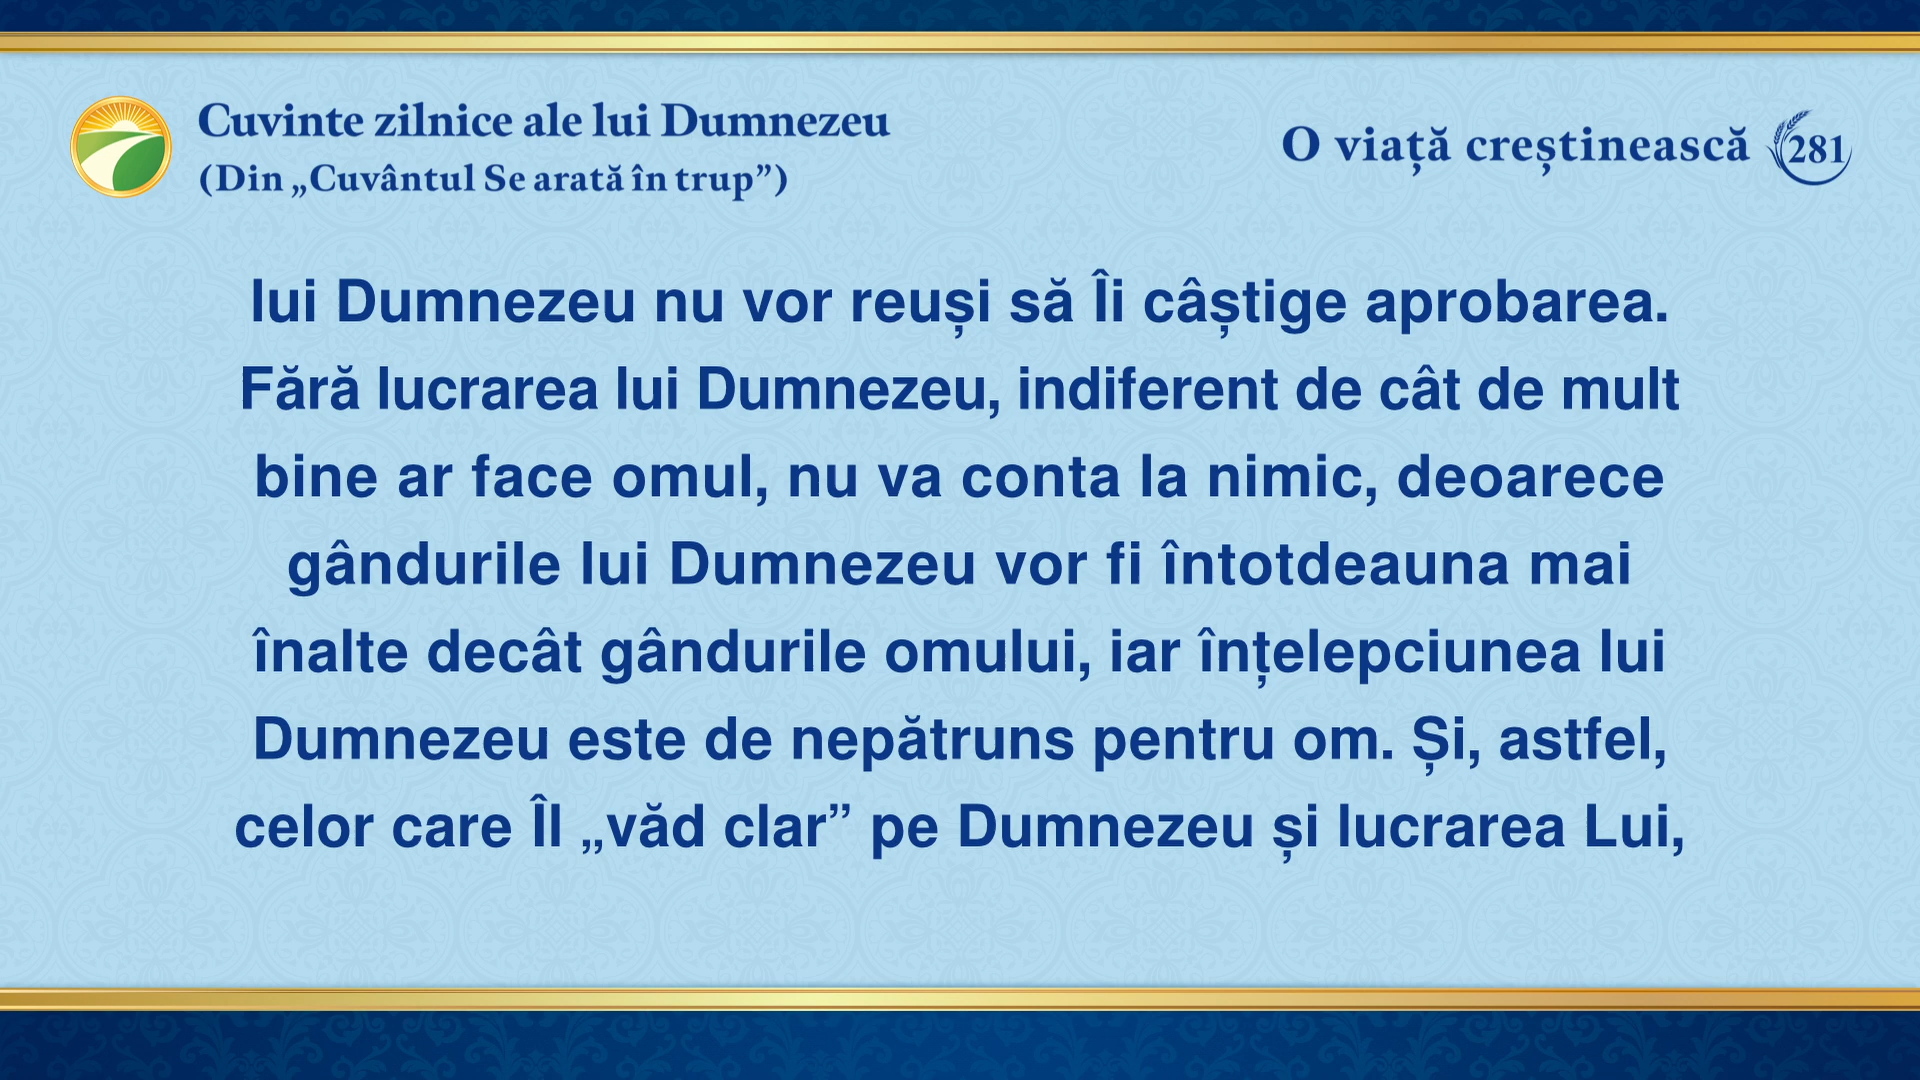 Cuvinte zilnice ale lui Dumnezeu
(Din „Cuvântul Se arată în trup”)
O viață creștinească 281
lui Dumnezeu nu vor reuși să Îi câștige aprobarea.
Fără lucrarea lui Dumnezeu, indiferent de cât de mult
bine ar face omul, nu va conta la nimic, deoarece
gândurile lui Dumnezeu vor fi întotdeauna mai
înalte decât gândurile omului, iar înțelepciunea lui
Dumnezeu este de nepătruns pentru om. Și, astfel,
celor care Îl „văd clar” pe Dumnezeu și lucrarea Lui,